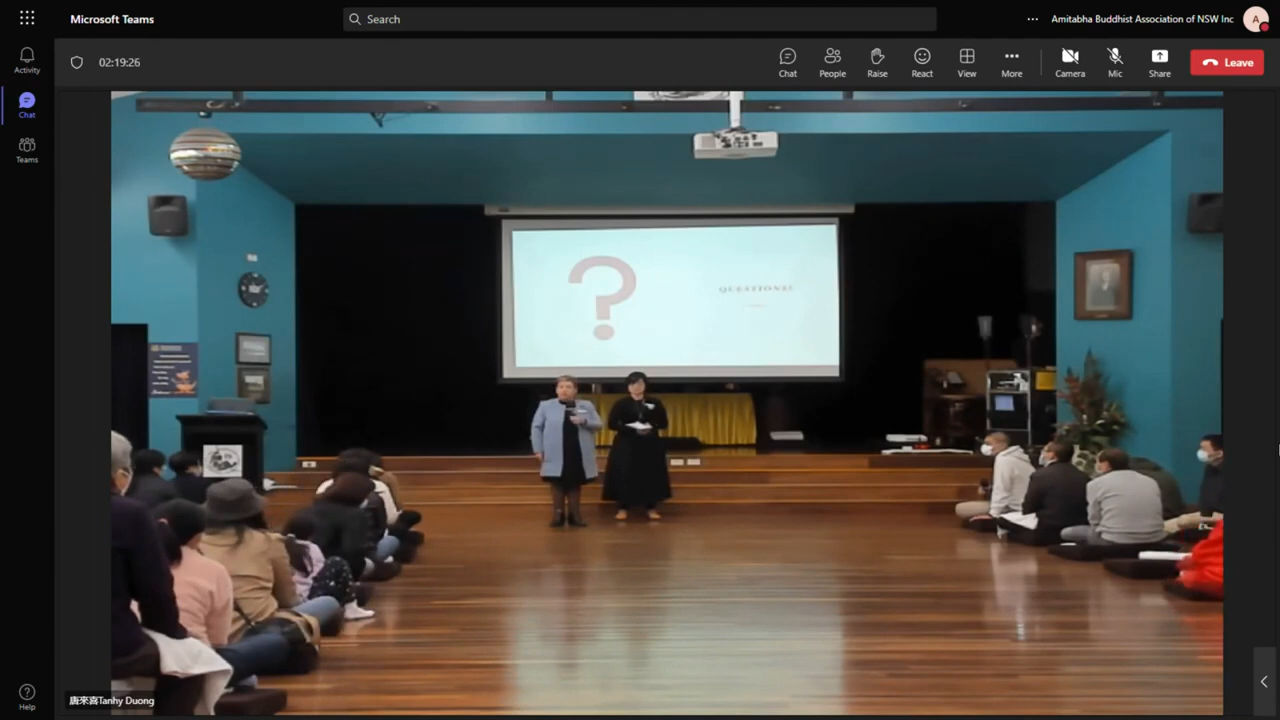 Microsoft Teams
Search
Amitabha Buddhist Association of NSW Inc
A
02:19:26
Chat
People
Raise
React
View
More
Camera
Mic
Share
Leave
Activity
Chat
Teams
Help
QUESTIONS
唐來喜Tanhy Duong